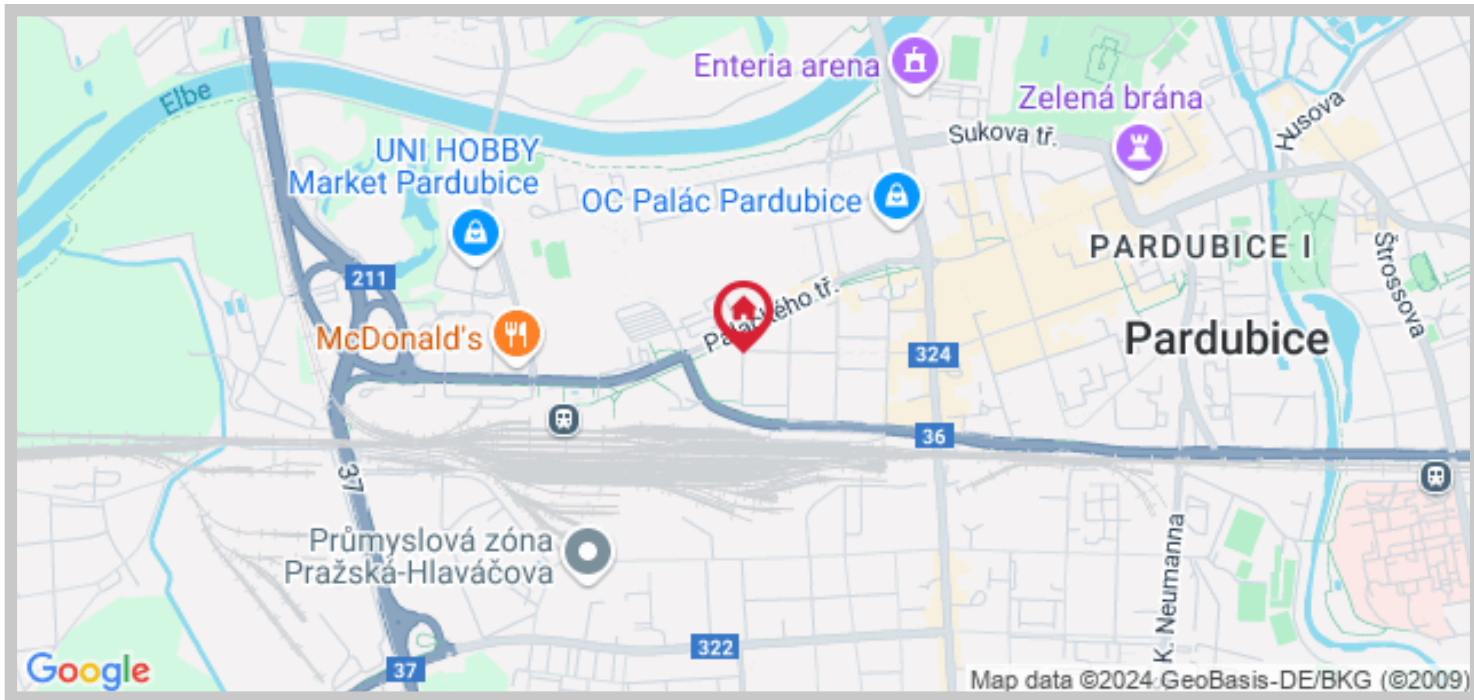 Enteria arena
Elbe
Zelená brána
Husova
Sukova tř.
UNI HOBBY
Market Pardubice
OC Palác Pardubice
PARDUBICE I
Štrossova
211
Palackého tř.
McDonald's
Pardubice
324
36
37
Průmyslová zóna
Pražská-Hlaváčova
K. Neumanna
322
37
Google
Map data ©2024 GeoBasis-DE/BKG (©2009)